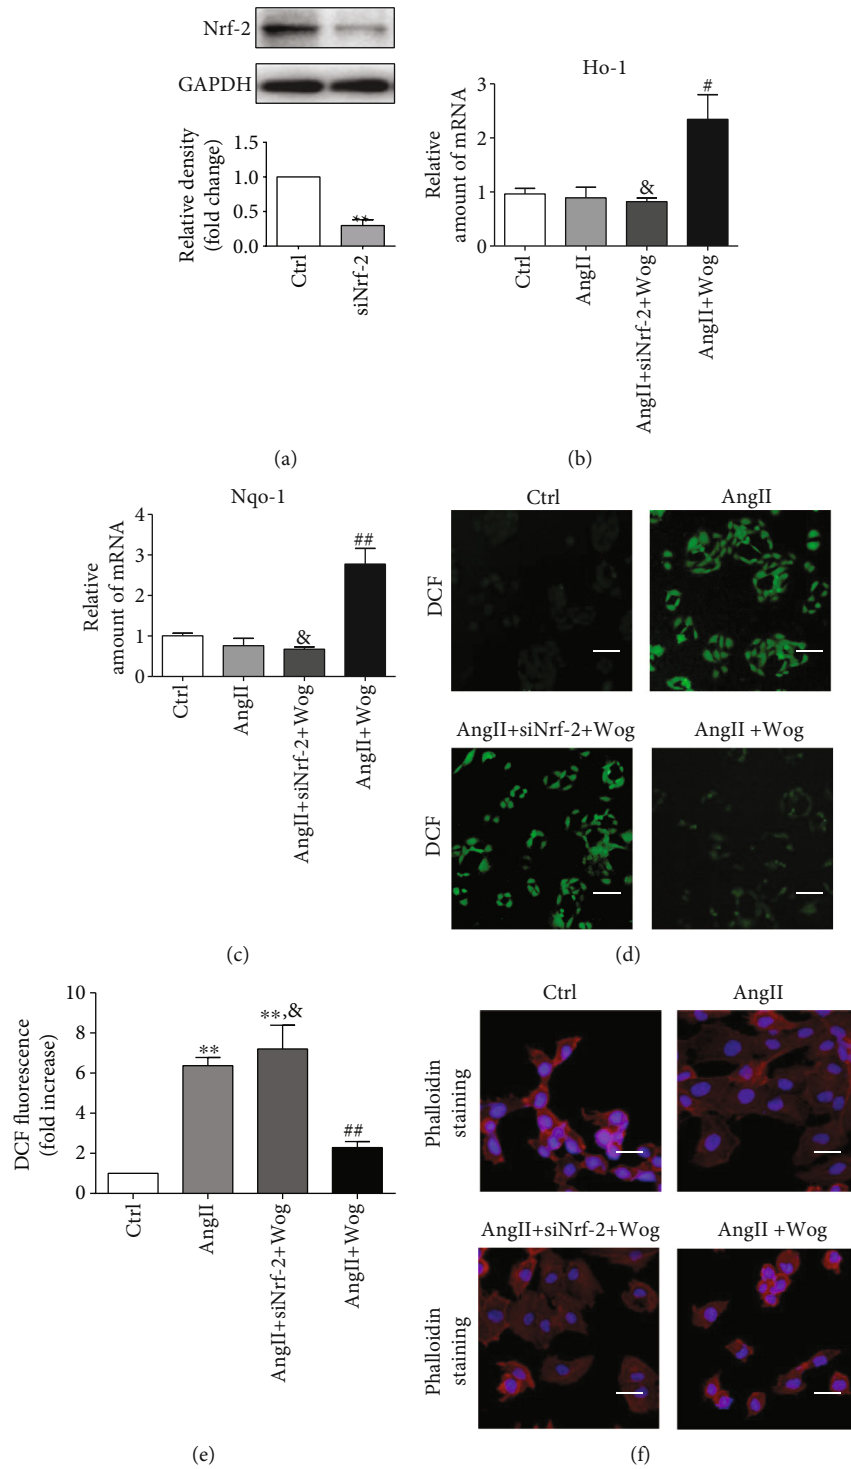 Nrf-2
GAPDH
Relative density
(fold change)
1.5
1.0
0.5
0.0
**
Ctrl
siNrf-2
(a)
Ho-1
Relative
amount of mRNA
3
2
1
0
&
#
Ctrl
AngII
AngII+siNrf-2+Wog
AngII+Wog
(b)
Nqo-1
Relative
amount of mRNA
4
3
2
1
0
&
##
Ctrl
AngII
AngII+siNrf-2+Wog
AngII+Wog
(c)
Ctrl
AngII
DCF
AngII+siNrf-2+Wog
AngII +Wog
DCF
(d)
DCF fluorescence
(fold increase)
10
8
6
4
2
0
**
**,&
##
Ctrl
AngII
AngII+siNrf-2+Wog
AngII+Wog
(e)
Ctrl
AngII
Phalloidin
staining
AngII+siNrf-2+Wog
AngII +Wog
Phalloidin
staining
(f)